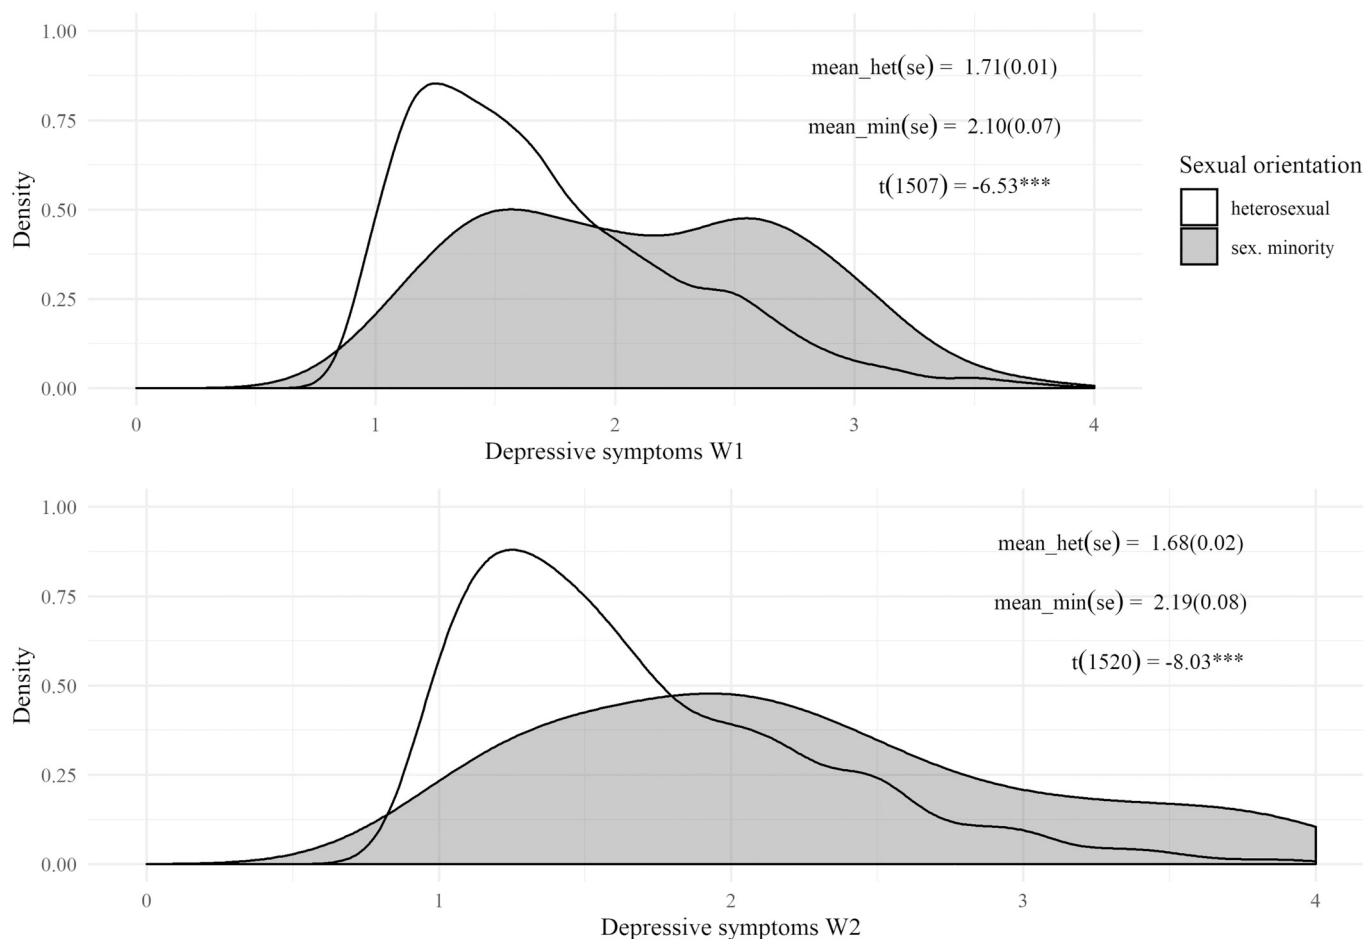 1.00
mean_het(se) = 1.71(0.01)
0.75
mean_min(se) = 2.10(0.07)
t(1507) = -6.53***
Sexual orientation
heterosexual
sex. minority
Density
0.50
0.25
0.00
0 1 2 3 4
Depressive symptoms W1
1.00
mean_het(se) = 1.68(0.02)
0.75
mean_min(se) = 2.19(0.08)
t(1520) = -8.03***
Density
0.50
0.25
0.00
0 1 2 3 4
Depressive symptoms W2